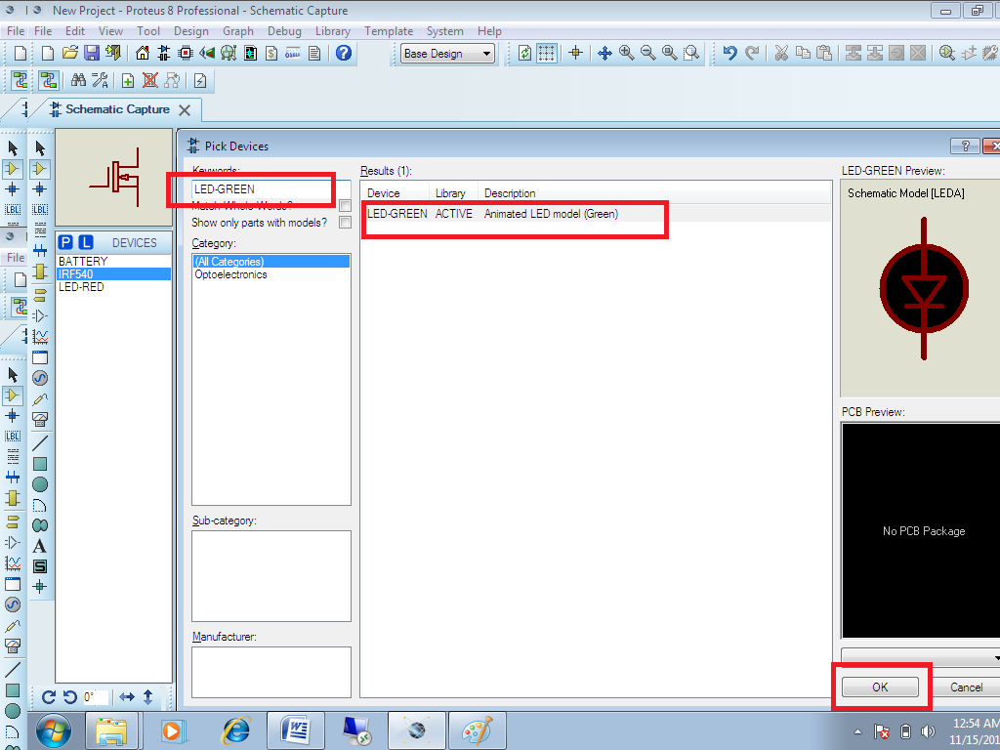 New Project - Proteus 8 Professional - Schematic Capture
File File Edit View Tool Design Graph Debug Library Template System Help
Base Design
Schematic Capture
Pick Devices
Keywords:
LED-GREEN
Match Whole Words?
Show only parts with models?
Category:
(All Categories)
Optoelectronics
Sub-category:
Manufacturer:
Results (1):
Device Library Description
LED-GREEN ACTIVE Animated LED model (Green)
LED-GREEN Preview:
Schematic Model [LEDA]
PCB Preview:
No PCB Package
OK Cancel
P L DEVICES
BATTERY
IRF540
LED-RED
LBL LBL
File
LBL
A
S
0°
12:54 AM
11/15/201